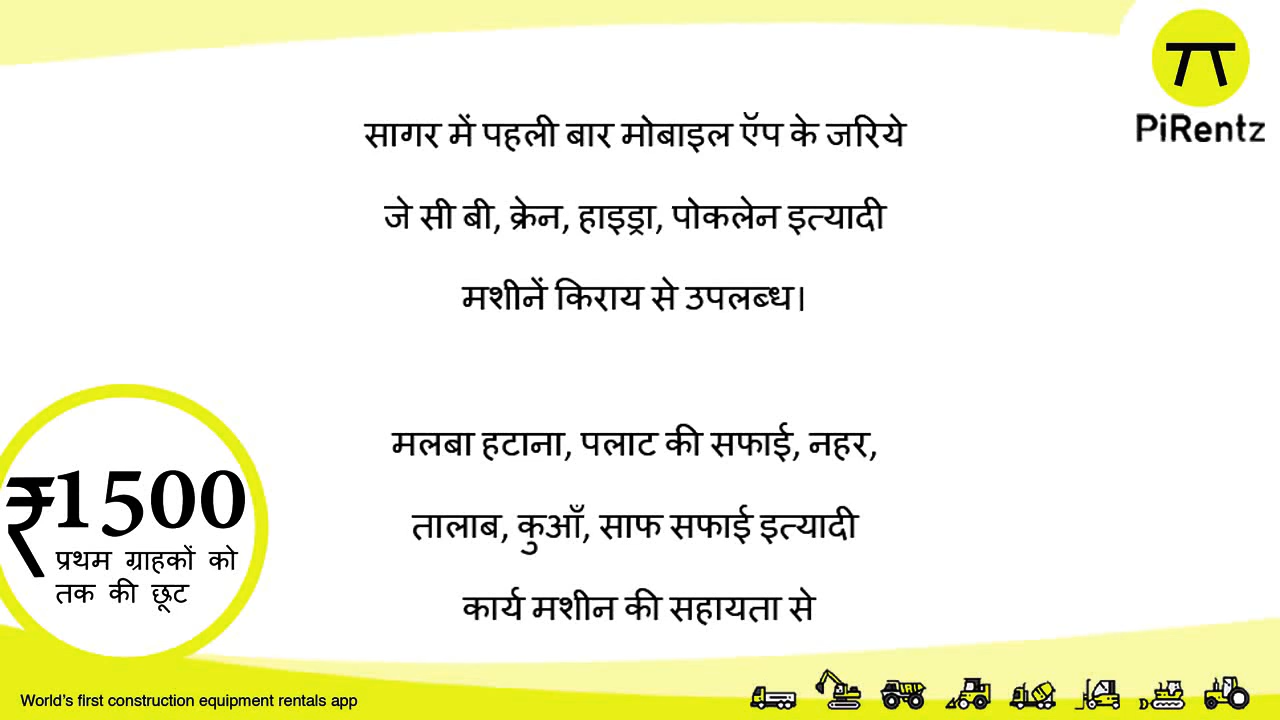 PiRentz
सागर में पहली बार मोबाइल ऍप के जरिये
जे सी बी, क्रेन, हाइड्रा, पोकलेन इत्यादी
मशीनें किराय से उपलब्ध।
मलबा हटाना, पलाट की सफाई, नहर,
तालाब, कुआँ, साफ सफाई इत्यादी
कार्य मशीन की सहायता से
₹1500
प्रथम ग्राहकों को
तक की छूट
World's first construction equipment rentals app